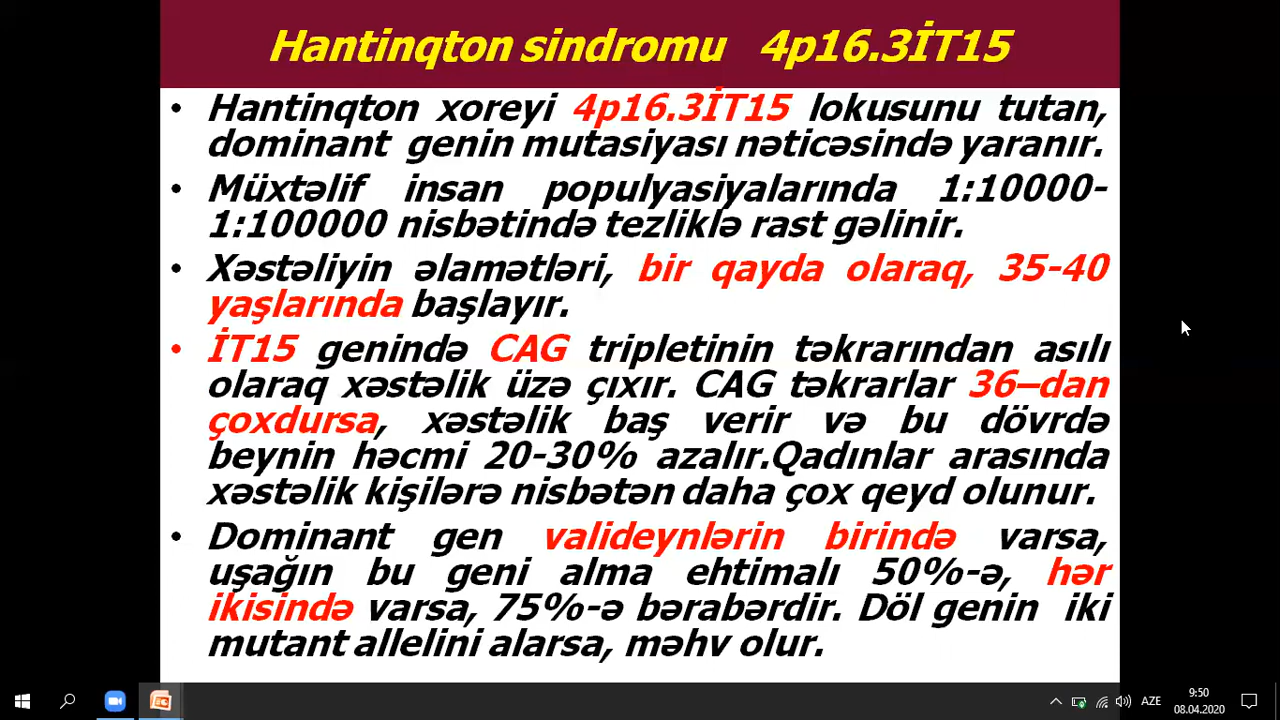 Hantinqton sindromu 4p16.3İT15
• Hantinqton xoreyi 4p16.3İT15 lokusunu tutan,
dominant genin mutasiyası nəticəsində yaranır.
• Müxtəlif insan populyasiyalarında 1:10000-
1:100000 nisbətində tezliklə rast gəlinir.
• Xəstəliyin əlamətləri, bir qayda olaraq, 35-40
yaşlarında başlayır.
• İT15 genində CAG tripletinin təkrarından asılı
olaraq xəstəlik üzə çıxır. CAG təkrarlar 36–dan
çoxdursa, xəstəlik baş verir və bu dövrdə
beynin həcmi 20-30% azalır.Qadınlar arasında
xəstəlik kişilərə nisbətən daha çox qeyd olunur.
• Dominant gen valideynlərin birində varsa,
uşağın bu geni alma ehtimalı 50%-ə, hər
ikisində varsa, 75%-ə bərabərdir. Döl genin iki
mutant allelini alarsa, məhv olur.
AZE
9:50
08.04.2020